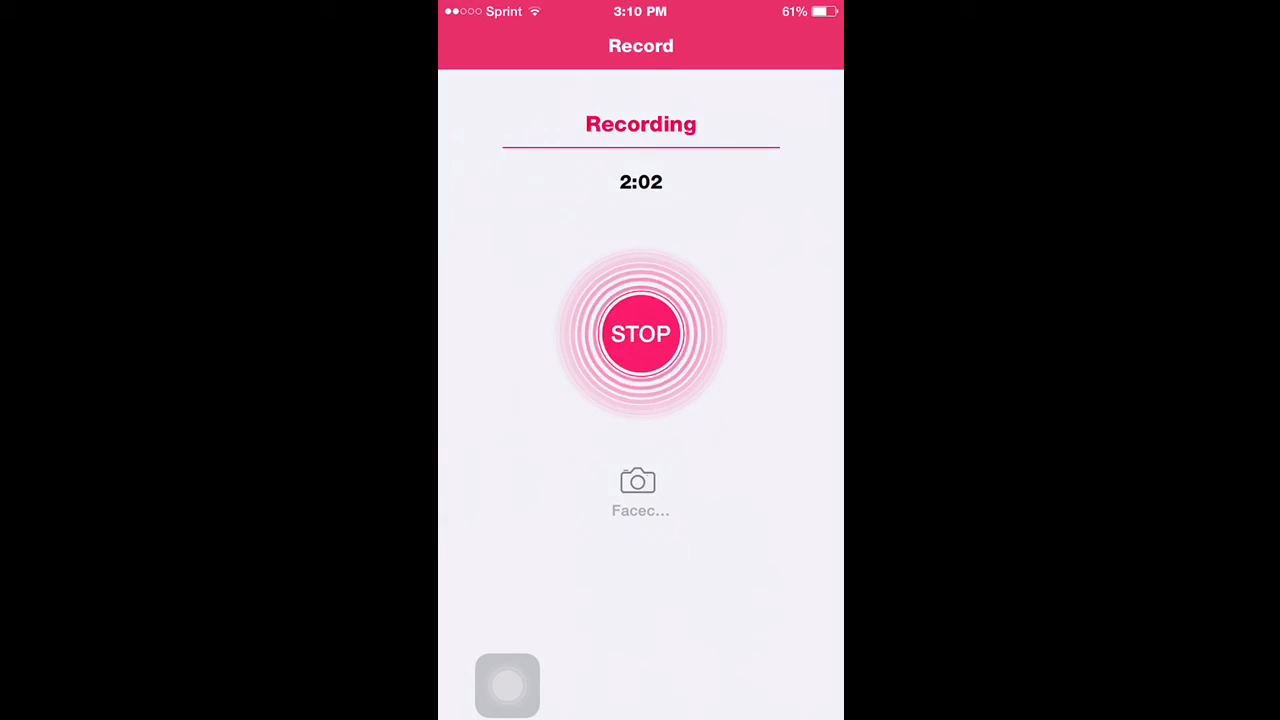 Sprint 3:10 PM 61%
Record
Recording
2:02
STOP
Facec...